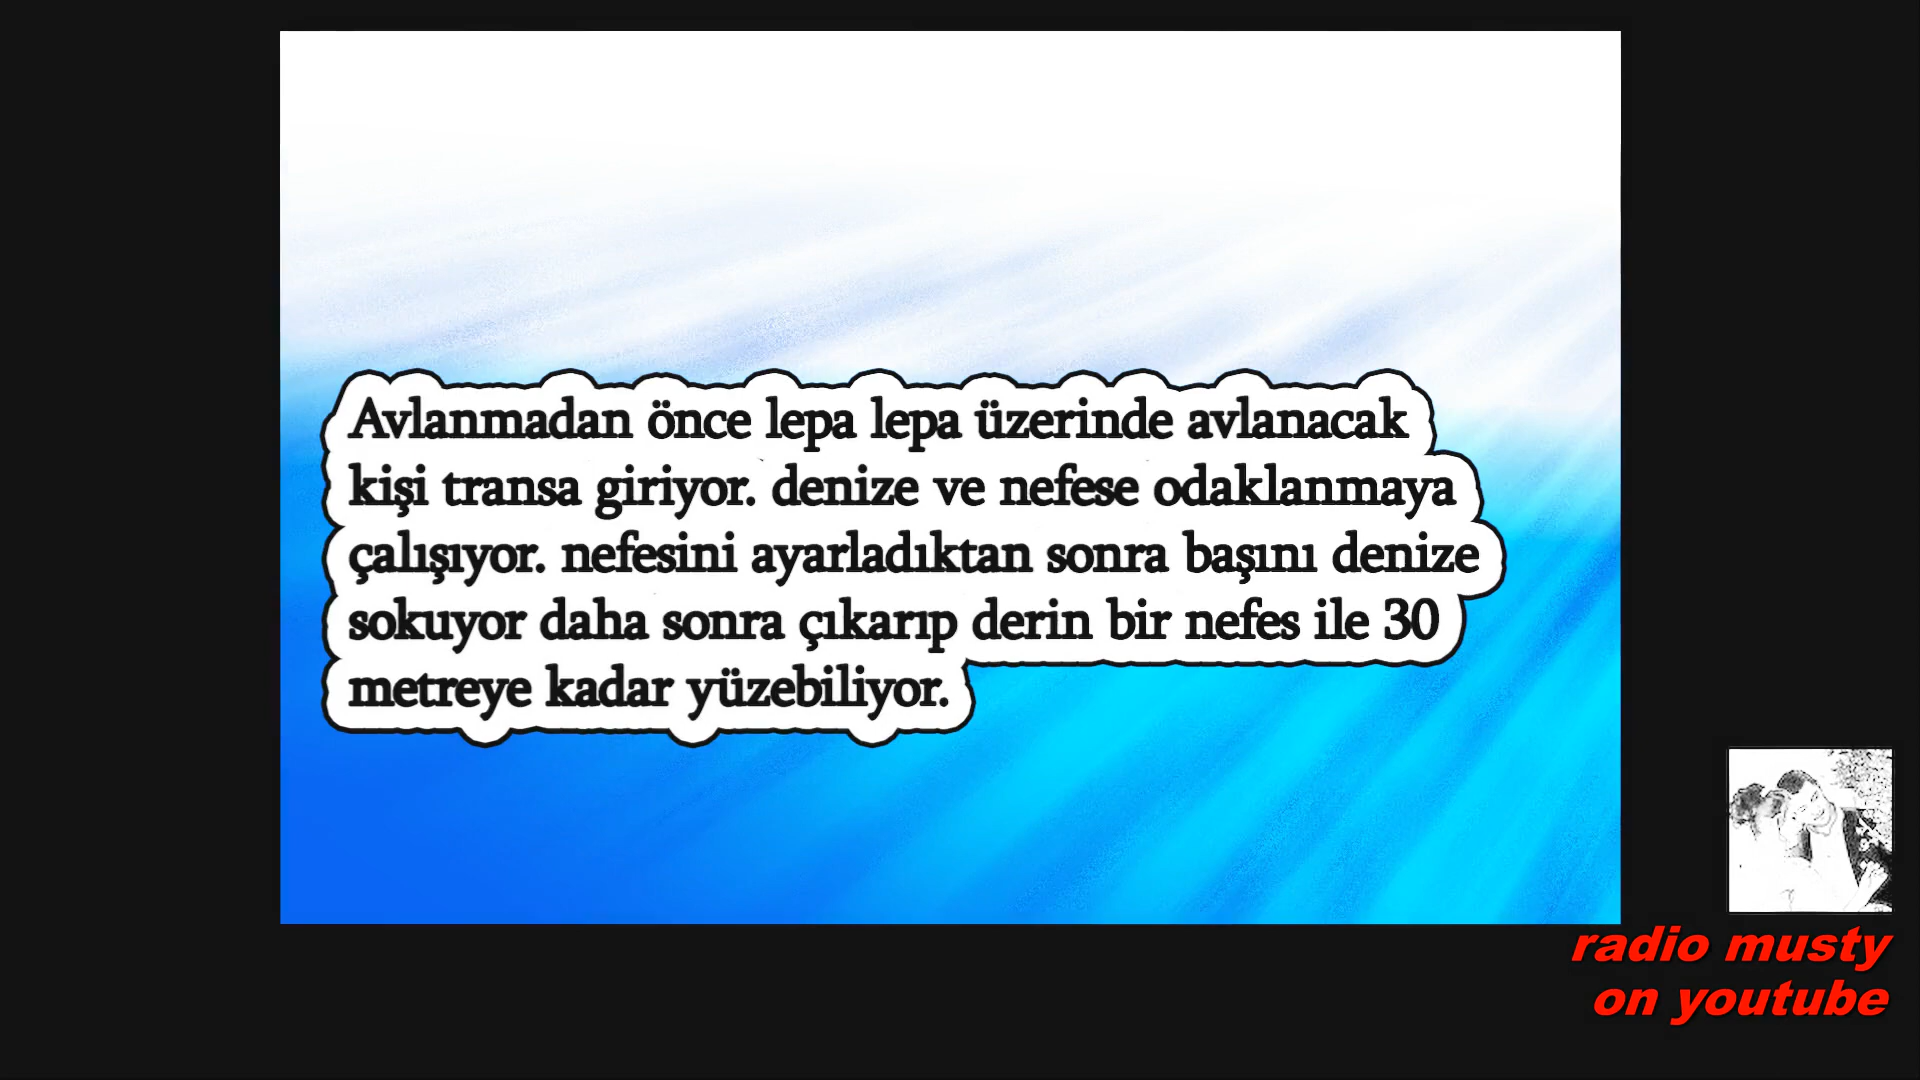 Avlanmadan önce lepa lepa üzerinde avlanacak
kişi transa giriyor. denize ve nefese odaklanmaya
çalışıyor. nefesini ayarladıktan sonra başını denize
sokuyor daha sonra çıkarıp derin bir nefes ile 30
metreye kadar yüzebiliyor.
radio musty
on youtube